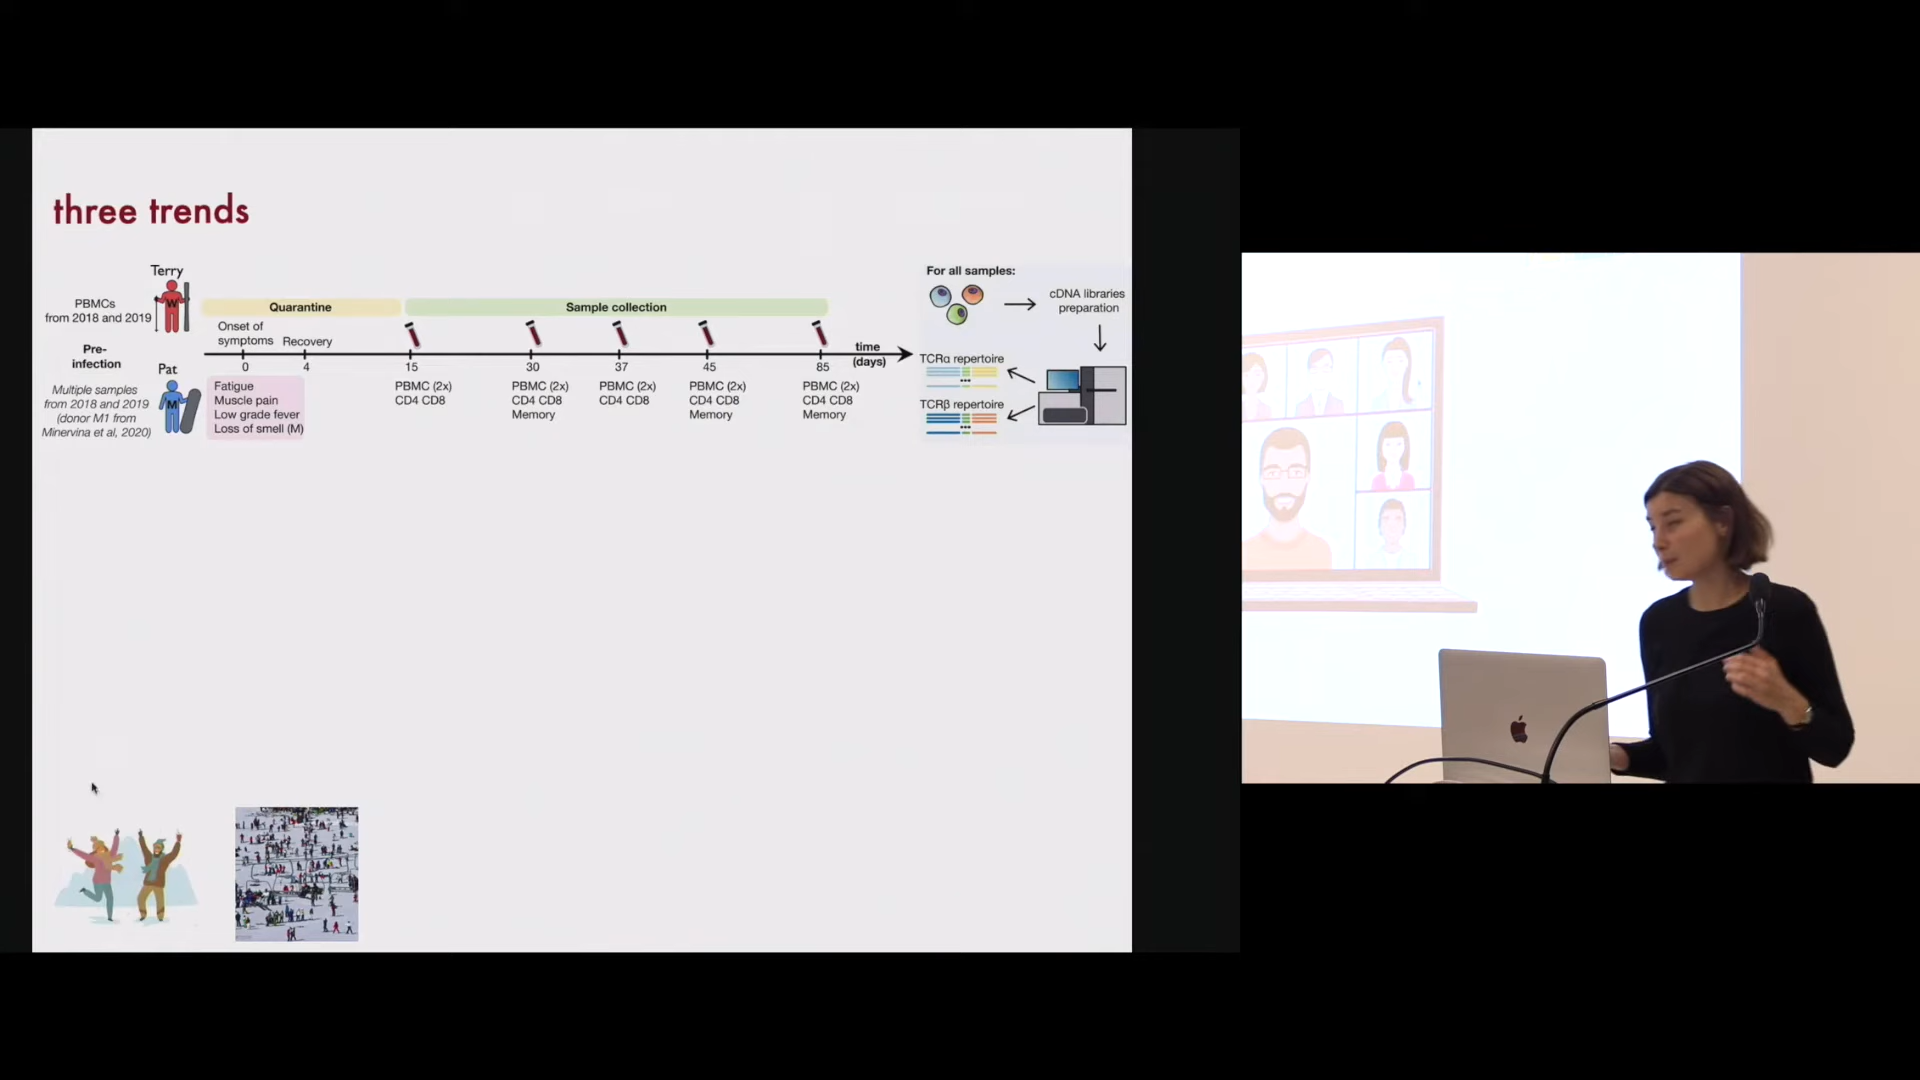 three trends
Terry
PBMCs
from 2018 and 2019
W
Pre-
infection
Pat
Multiple samples
from 2018 and 2019
(donor M1 from
Minervina et al, 2020)
M
Quarantine
Sample collection
Onset of
symptoms
Recovery
time
(days)
0
4
15
30
37
45
85
Fatigue
Muscle pain
Low grade fever
Loss of smell (M)
PBMC (2x)
CD4 CD8
PBMC (2x)
CD4 CD8
Memory
PBMC (2x)
CD4 CD8
PBMC (2x)
CD4 CD8
Memory
PBMC (2x)
CD4 CD8
Memory
For all samples:
cDNA libraries
preparation
TCRα repertoire
TCRβ repertoire